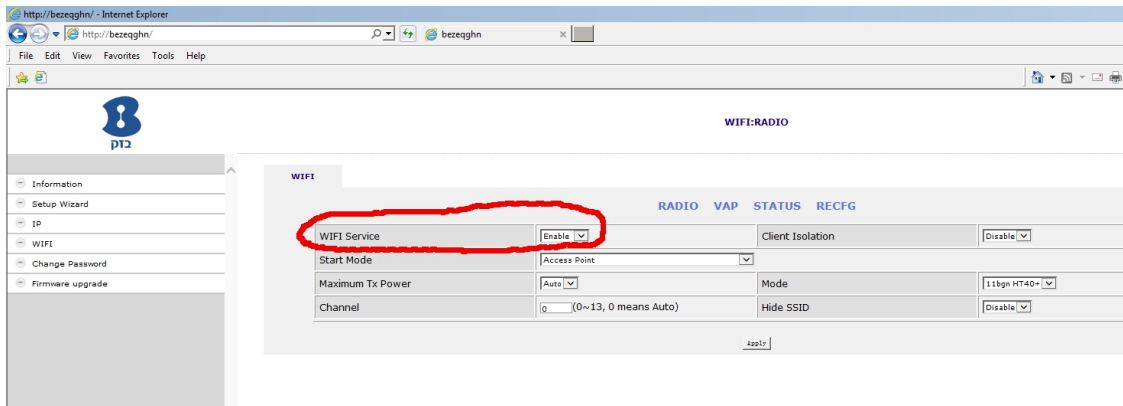 http://bezeqghn/ - Internet Explorer
http://bezeqghn/
bezeqghn
File Edit View Favorites Tools Help
בזק
WIFI:RADIO
Information
Setup Wizard
IP
WIFI
Change Password
Firmware upgrade
WIFI
RADIO VAP STATUS RECFG
WIFI Service Enable Client Isolation Disable
Start Mode Access Point
Maximum Tx Power Auto Mode 11bgn HT40+
Channel 0 (0~13, 0 means Auto) Hide SSID Disable
Apply